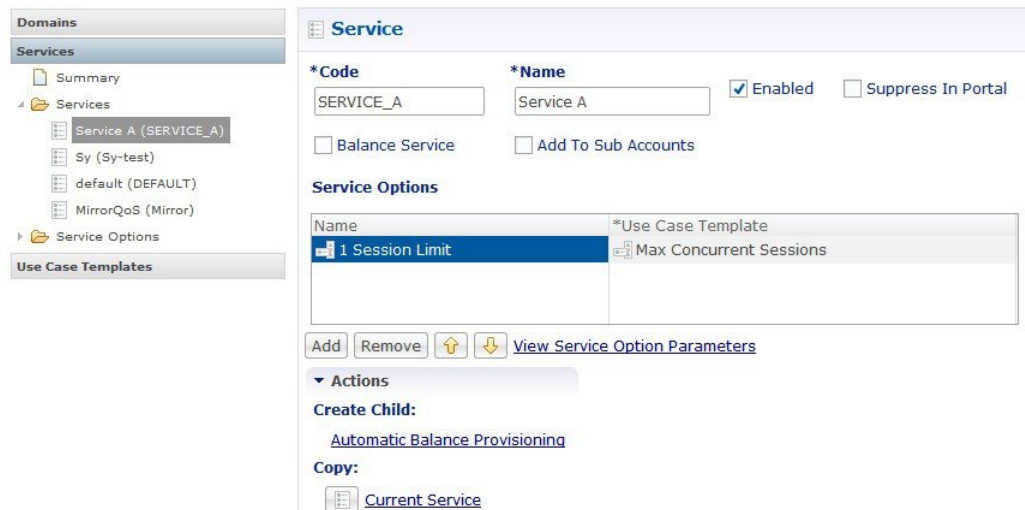 Domains
Services
Summary
Services
Service A (SERVICE_A)
Sy (Sy-test)
default (DEFAULT)
MirrorQoS (Mirror)
Service Options
Use Case Templates
Service
*Code
*Name
SERVICE_A
Service A
Enabled
Suppress In Portal
Balance Service
Add To Sub Accounts
Service Options
Name
*Use Case Template
1 Session Limit
Max Concurrent Sessions
Add
Remove
View Service Option Parameters
Actions
Create Child:
Automatic Balance Provisioning
Copy:
Current Service